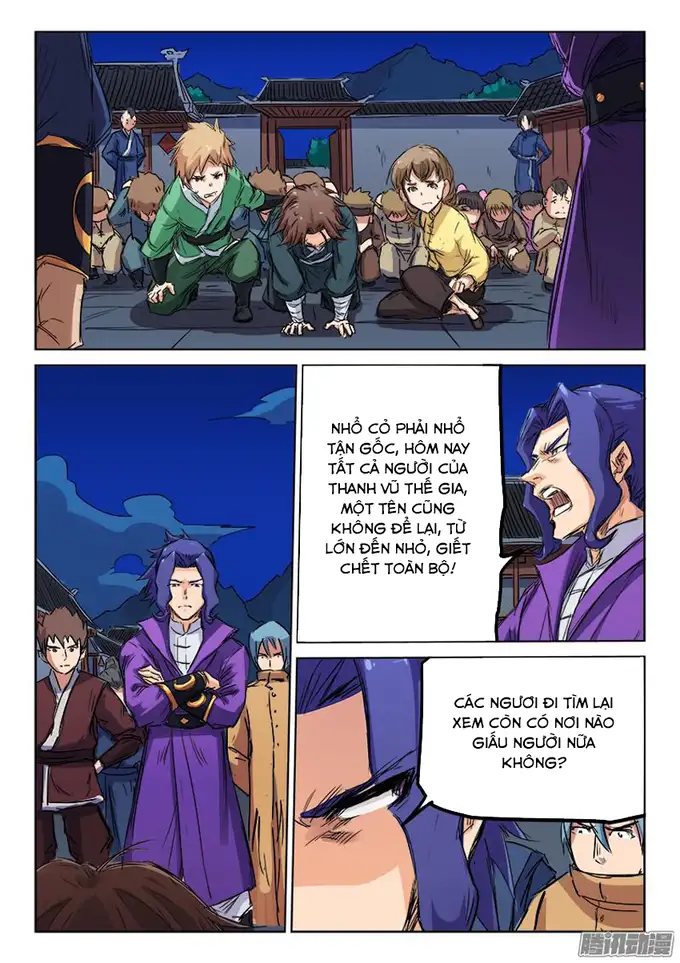 NHỔ CỎ PHẢI NHỔ
TẬN GỐC, HÔM NAY
TẤT CẢ NGƯỜI CỦA
THANH VŨ THẾ GIA,
MỘT TÊN CŨNG
KHÔNG ĐỂ LẠI, TỪ
LỚN ĐẾN NHỎ, GIẾT
CHẾT TOÀN BỘ!
CÁC NGƯƠI ĐI TÌM LẠI
XEM CÒN CÓ NƠI NÀO
GIẤU NGƯỜI NỮA
KHÔNG?
腾讯动漫